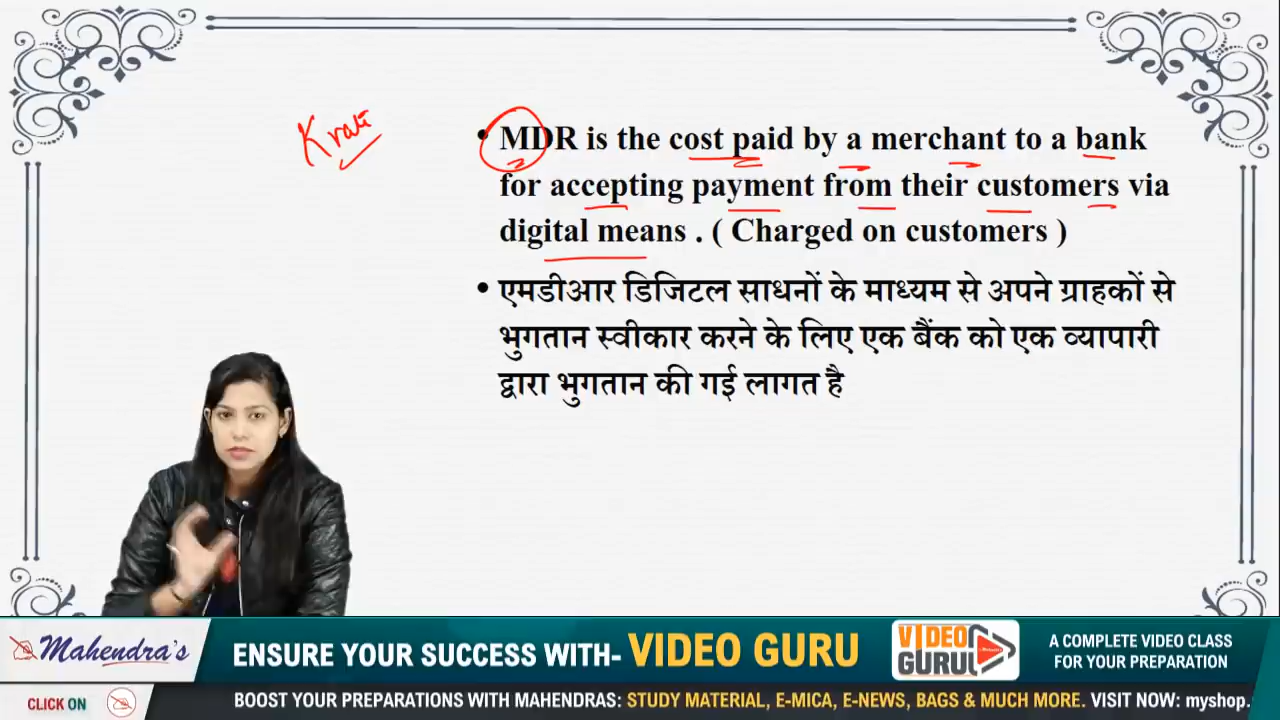 Krati
• MDR is the cost paid by a merchant to a bank
for accepting payment from their customers via
digital means . ( Charged on customers )
• एमडीआर डिजिटल साधनों के माध्यम से अपने ग्राहकों से
भुगतान स्वीकार करने के लिए एक बैंक को एक व्यापारी
द्वारा भुगतान की गई लागत है
Mahendra's
ENSURE YOUR SUCCESS WITH- VIDEO GURU
VIDEO
GURU
A COMPLETE VIDEO CLASS
FOR YOUR PREPARATION
CLICK ON
BOOST YOUR PREPARATIONS WITH MAHENDRAS: STUDY MATERIAL, E-MICA, E-NEWS, BAGS & MUCH MORE. VISIT NOW: myshop.